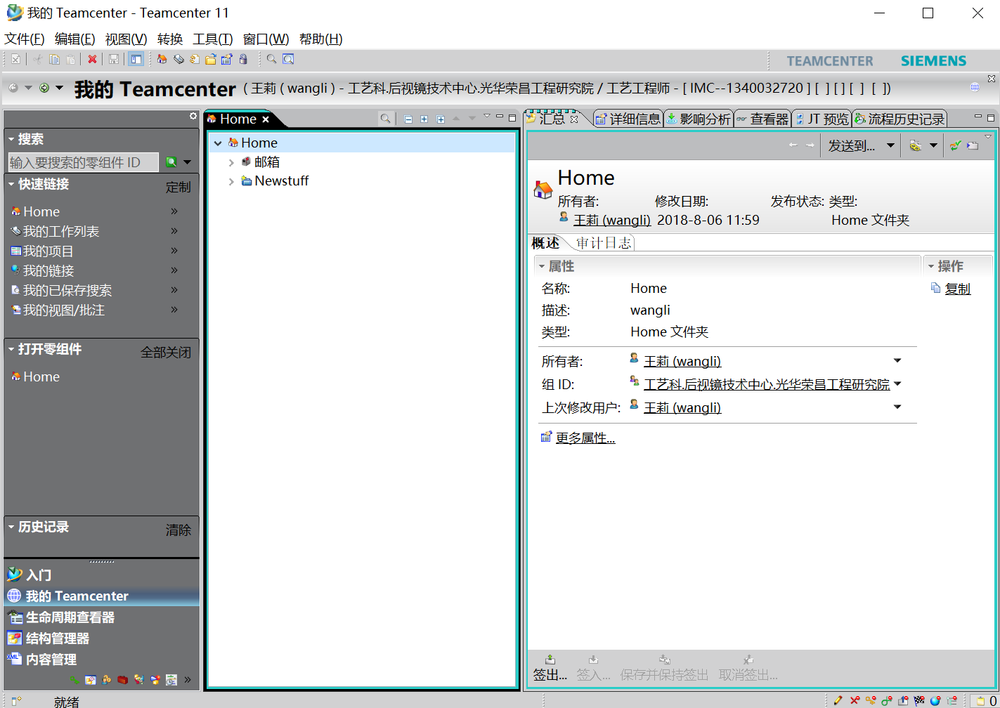 我的 Teamcenter - Teamcenter 11
文件(F) 编辑(E) 视图(V) 转换 工具(T) 窗口(W) 帮助(H)
TEAMCENTER SIEMENS
我的 Teamcenter ( 王莉 ( wangli ) - 工艺科.后视镜技术中心.光华荣昌工程研究院 / 工艺工程师 - [ IMC--1340032720 ] [ ] [ ] [ ] [ ])
搜索
输入要搜索的零组件 ID
快速链接 定制
Home »
我的工作列表 »
我的项目 »
我的链接 »
我的已保存搜索 »
我的视图/批注 »
打开零组件 全部关闭
Home
历史记录 清除
入门
我的 Teamcenter
生命周期查看器
结构管理器
内容管理
»
Home
Home
邮箱
Newstuff
汇总 详细信息 影响分析 查看器 JT 预览 流程历史记录
发送到...
Home
所有者: 修改日期: 发布状态: 类型:
王莉 (wangli) 2018-8-06 11:59 Home 文件夹
概述 审计日志
属性
名称: Home
描述: wangli
类型: Home 文件夹
所有者: 王莉 (wangli)
组 ID: 工艺科.后视镜技术中心.光华荣昌工程研究院
上次修改用户: 王莉 (wangli)
更多属性...
操作
复制
签出... 签入... 保存并保持签出 取消签出...
就绪 0